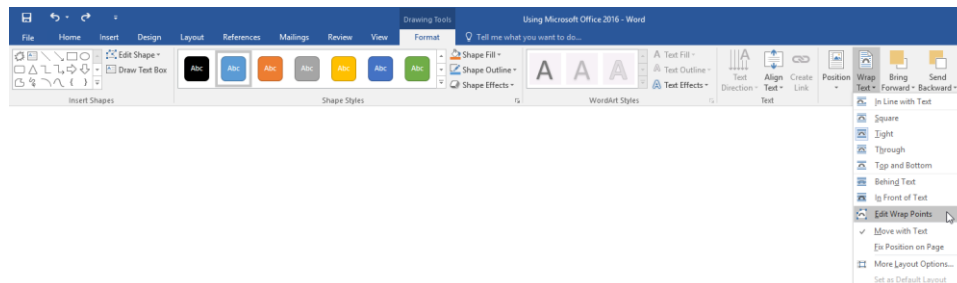 Drawing Tools
Using Microsoft Office 2016 - Word
File Home Insert Design Layout References Mailings Review View Format Tell me what you want to do...
Edit Shape
Draw Text Box
Insert Shapes
Abc Abc Abc Abc Abc Abc Abc
Shape Styles
Shape Fill
Shape Outline
Shape Effects
A A A
WordArt Styles
A Text Fill
A Text Outline
A Text Effects
Text Direction
Align Text
Create Link
Text
Position
Wrap Text
Bring Forward
Send Backward
In Line with Text
Square
Tight
Through
Top and Bottom
Behind Text
In Front of Text
Edit Wrap Points
Move with Text
Fix Position on Page
More Layout Options...
Set as Default Layout